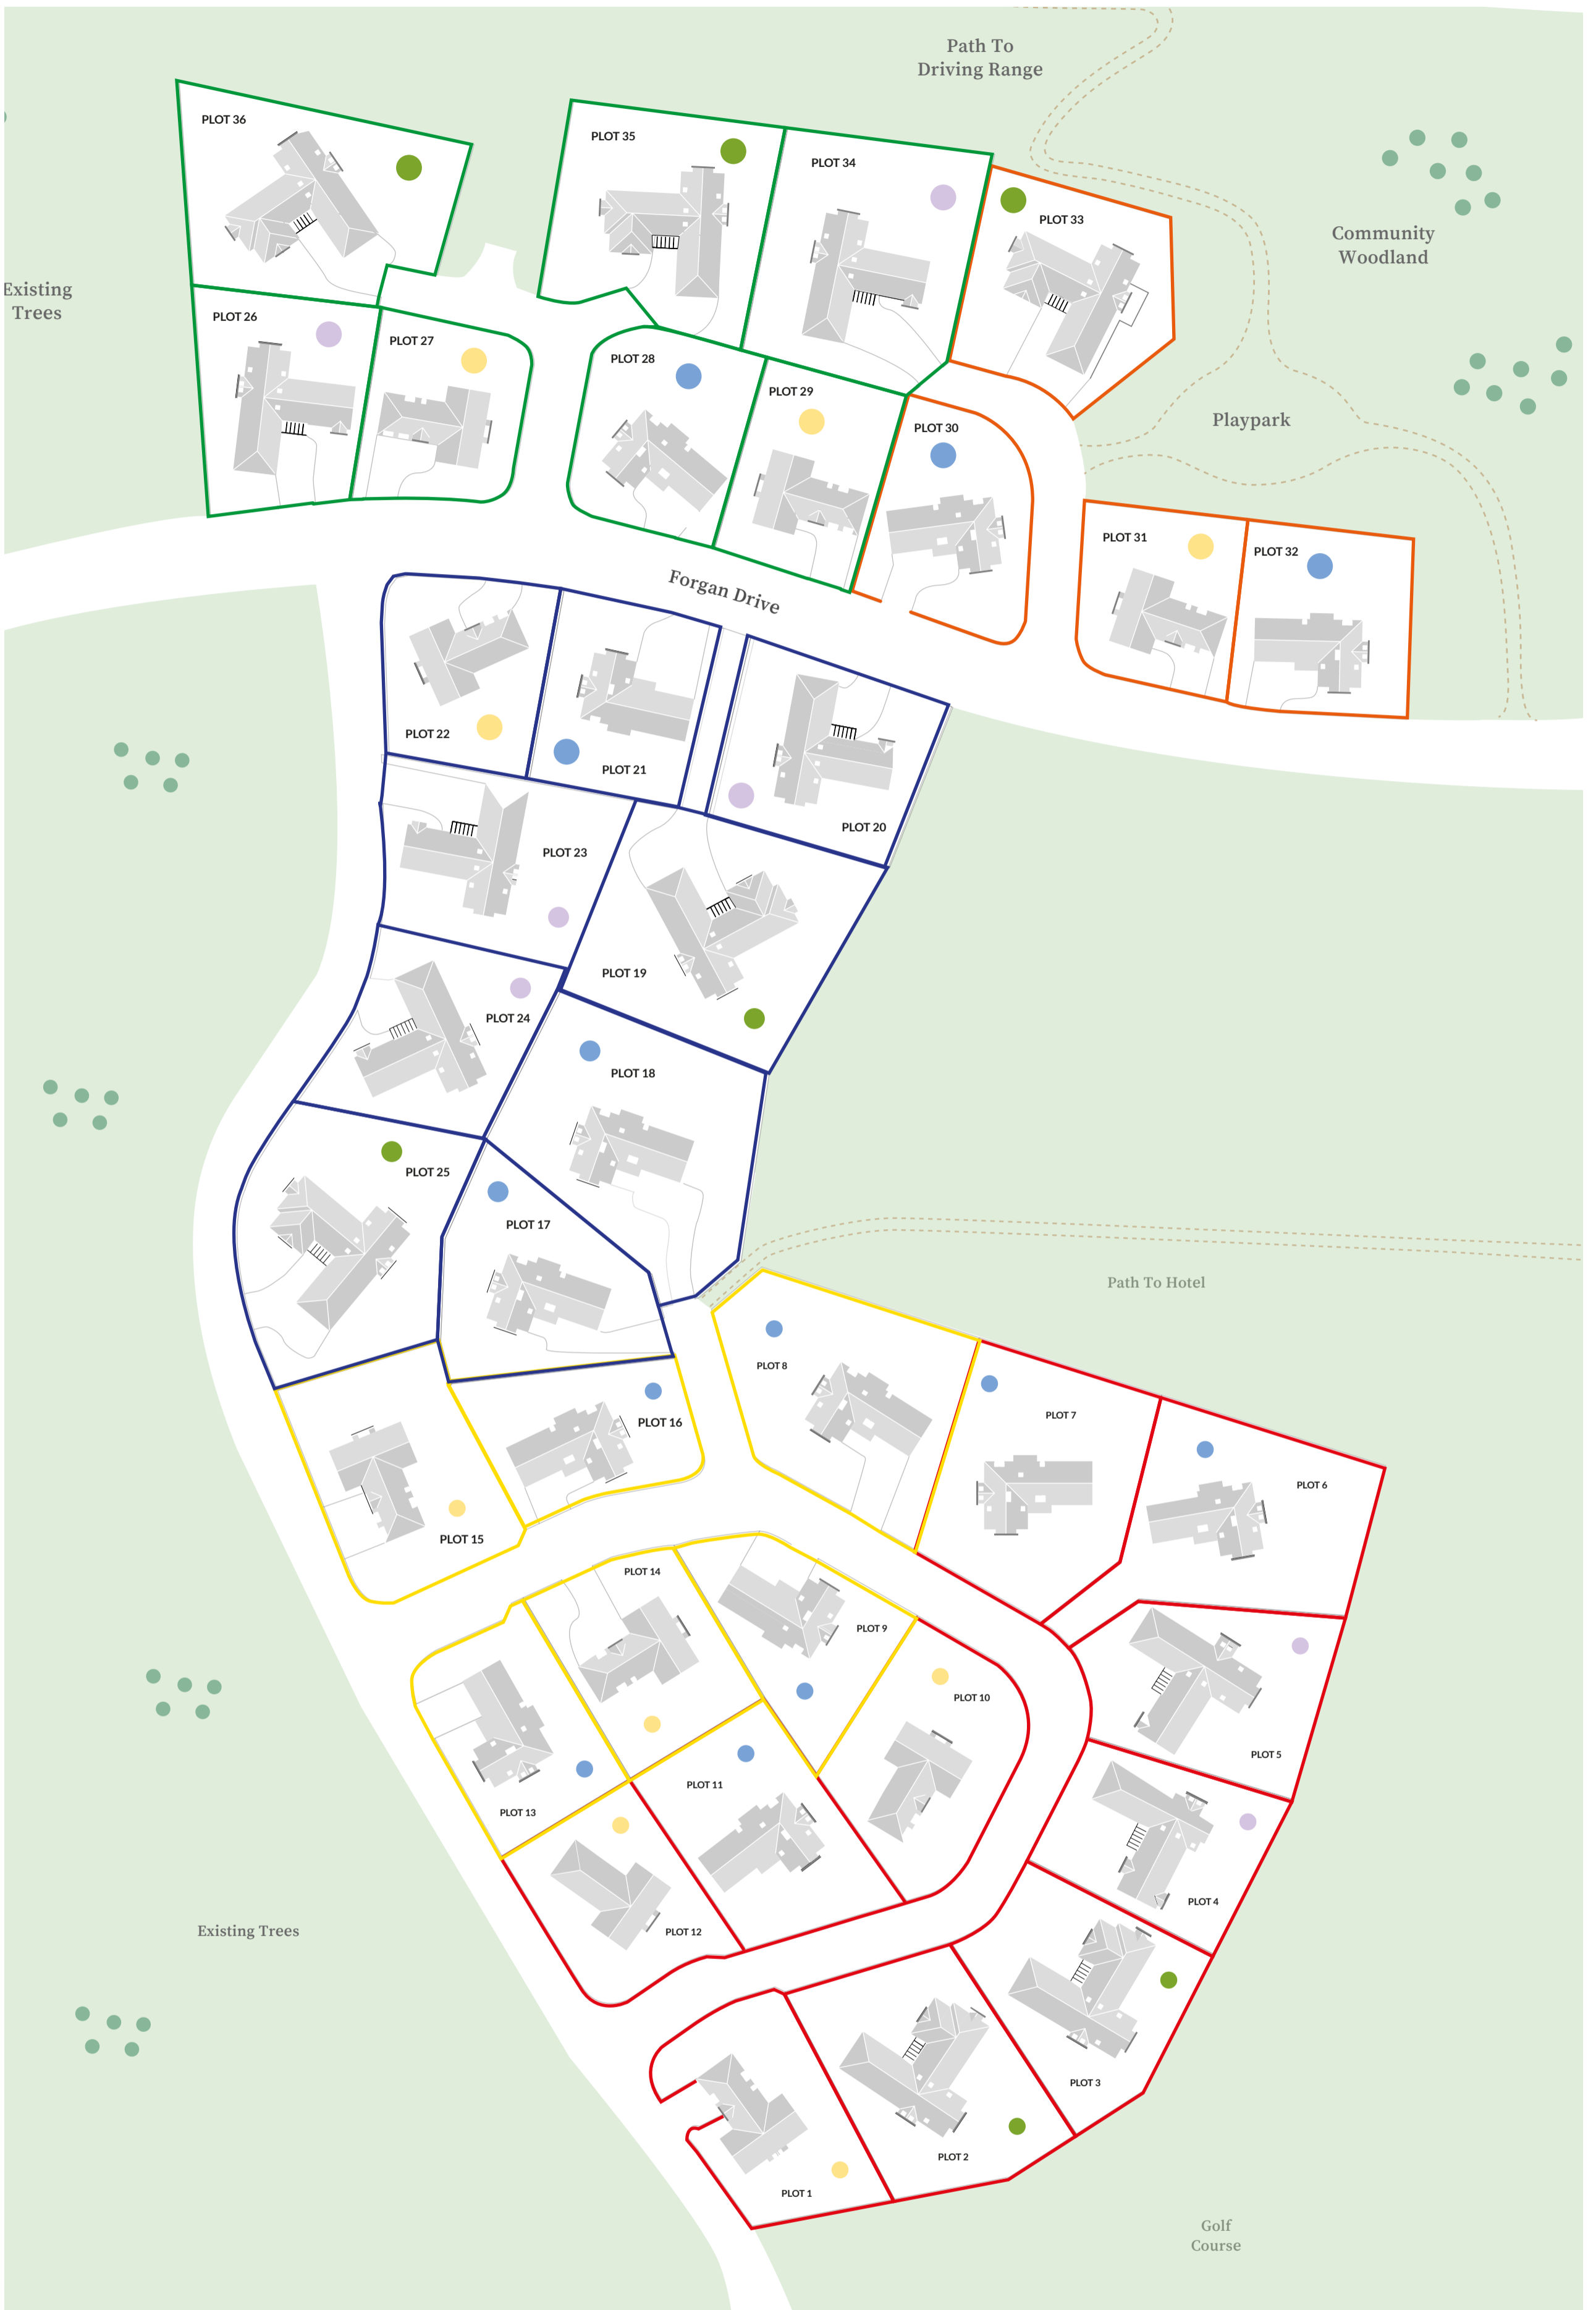 Path To
Driving Range
PLOT 36
PLOT 35
PLOT 34
PLOT 33
Community
Woodland
Existing
Trees
PLOT 26
PLOT 27
PLOT 28
PLOT 29
PLOT 30
Playpark
PLOT 31
PLOT 32
Forgan Drive
PLOT 22
PLOT 21
PLOT 20
PLOT 23
PLOT 19
PLOT 24
PLOT 18
PLOT 25
PLOT 17
Path To Hotel
PLOT 8
PLOT 7
PLOT 16
PLOT 6
PLOT 15
PLOT 14
PLOT 9
PLOT 10
PLOT 5
PLOT 11
PLOT 13
PLOT 4
Existing Trees
PLOT 12
PLOT 3
PLOT 2
PLOT 1
Golf
Course